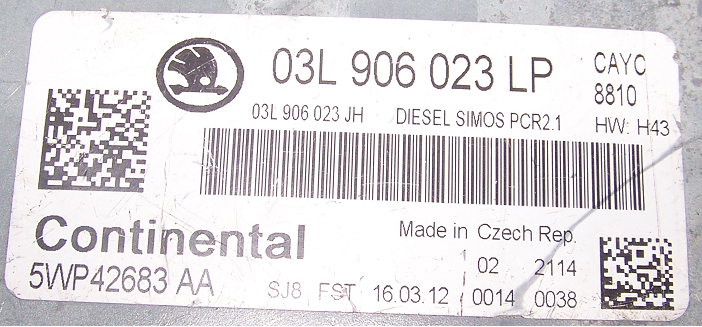 03L 906 023 LP CAYC
8810
03L 906 023 JH DIESEL SIMOS PCR2.1 HW: H43
Continental
Made in Czech Rep.
5WP42683 AA
02 2114
SJ8 FST 16.03.12 0014 0038